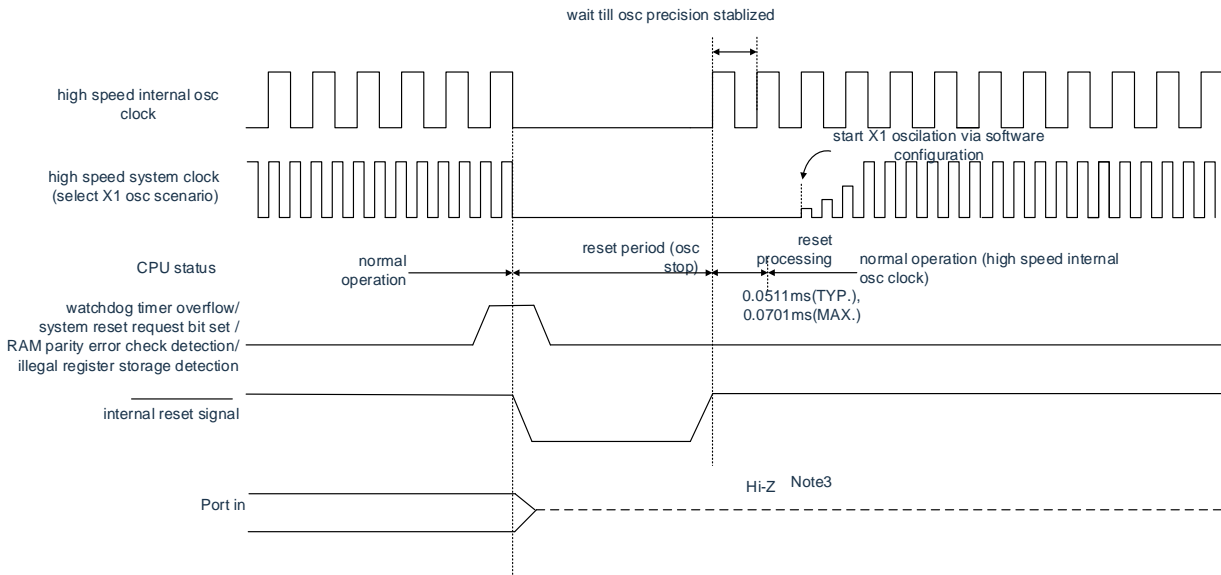 wait till osc precision stablized
high speed internal osc
clock
start X1 oscilation via software
configuration
high speed system clock
(select X1 osc scenario)
CPU status
normal
operation
reset period (osc
stop)
reset
processing
normal operation (high speed internal
osc clock)
0.0511ms(TYP.),
0.0701ms(MAX.)
watchdog timer overflow/
system reset request bit set /
RAM parity error check detection/
illegal register storage detection
internal reset signal
Port in
Hi-Z Note3